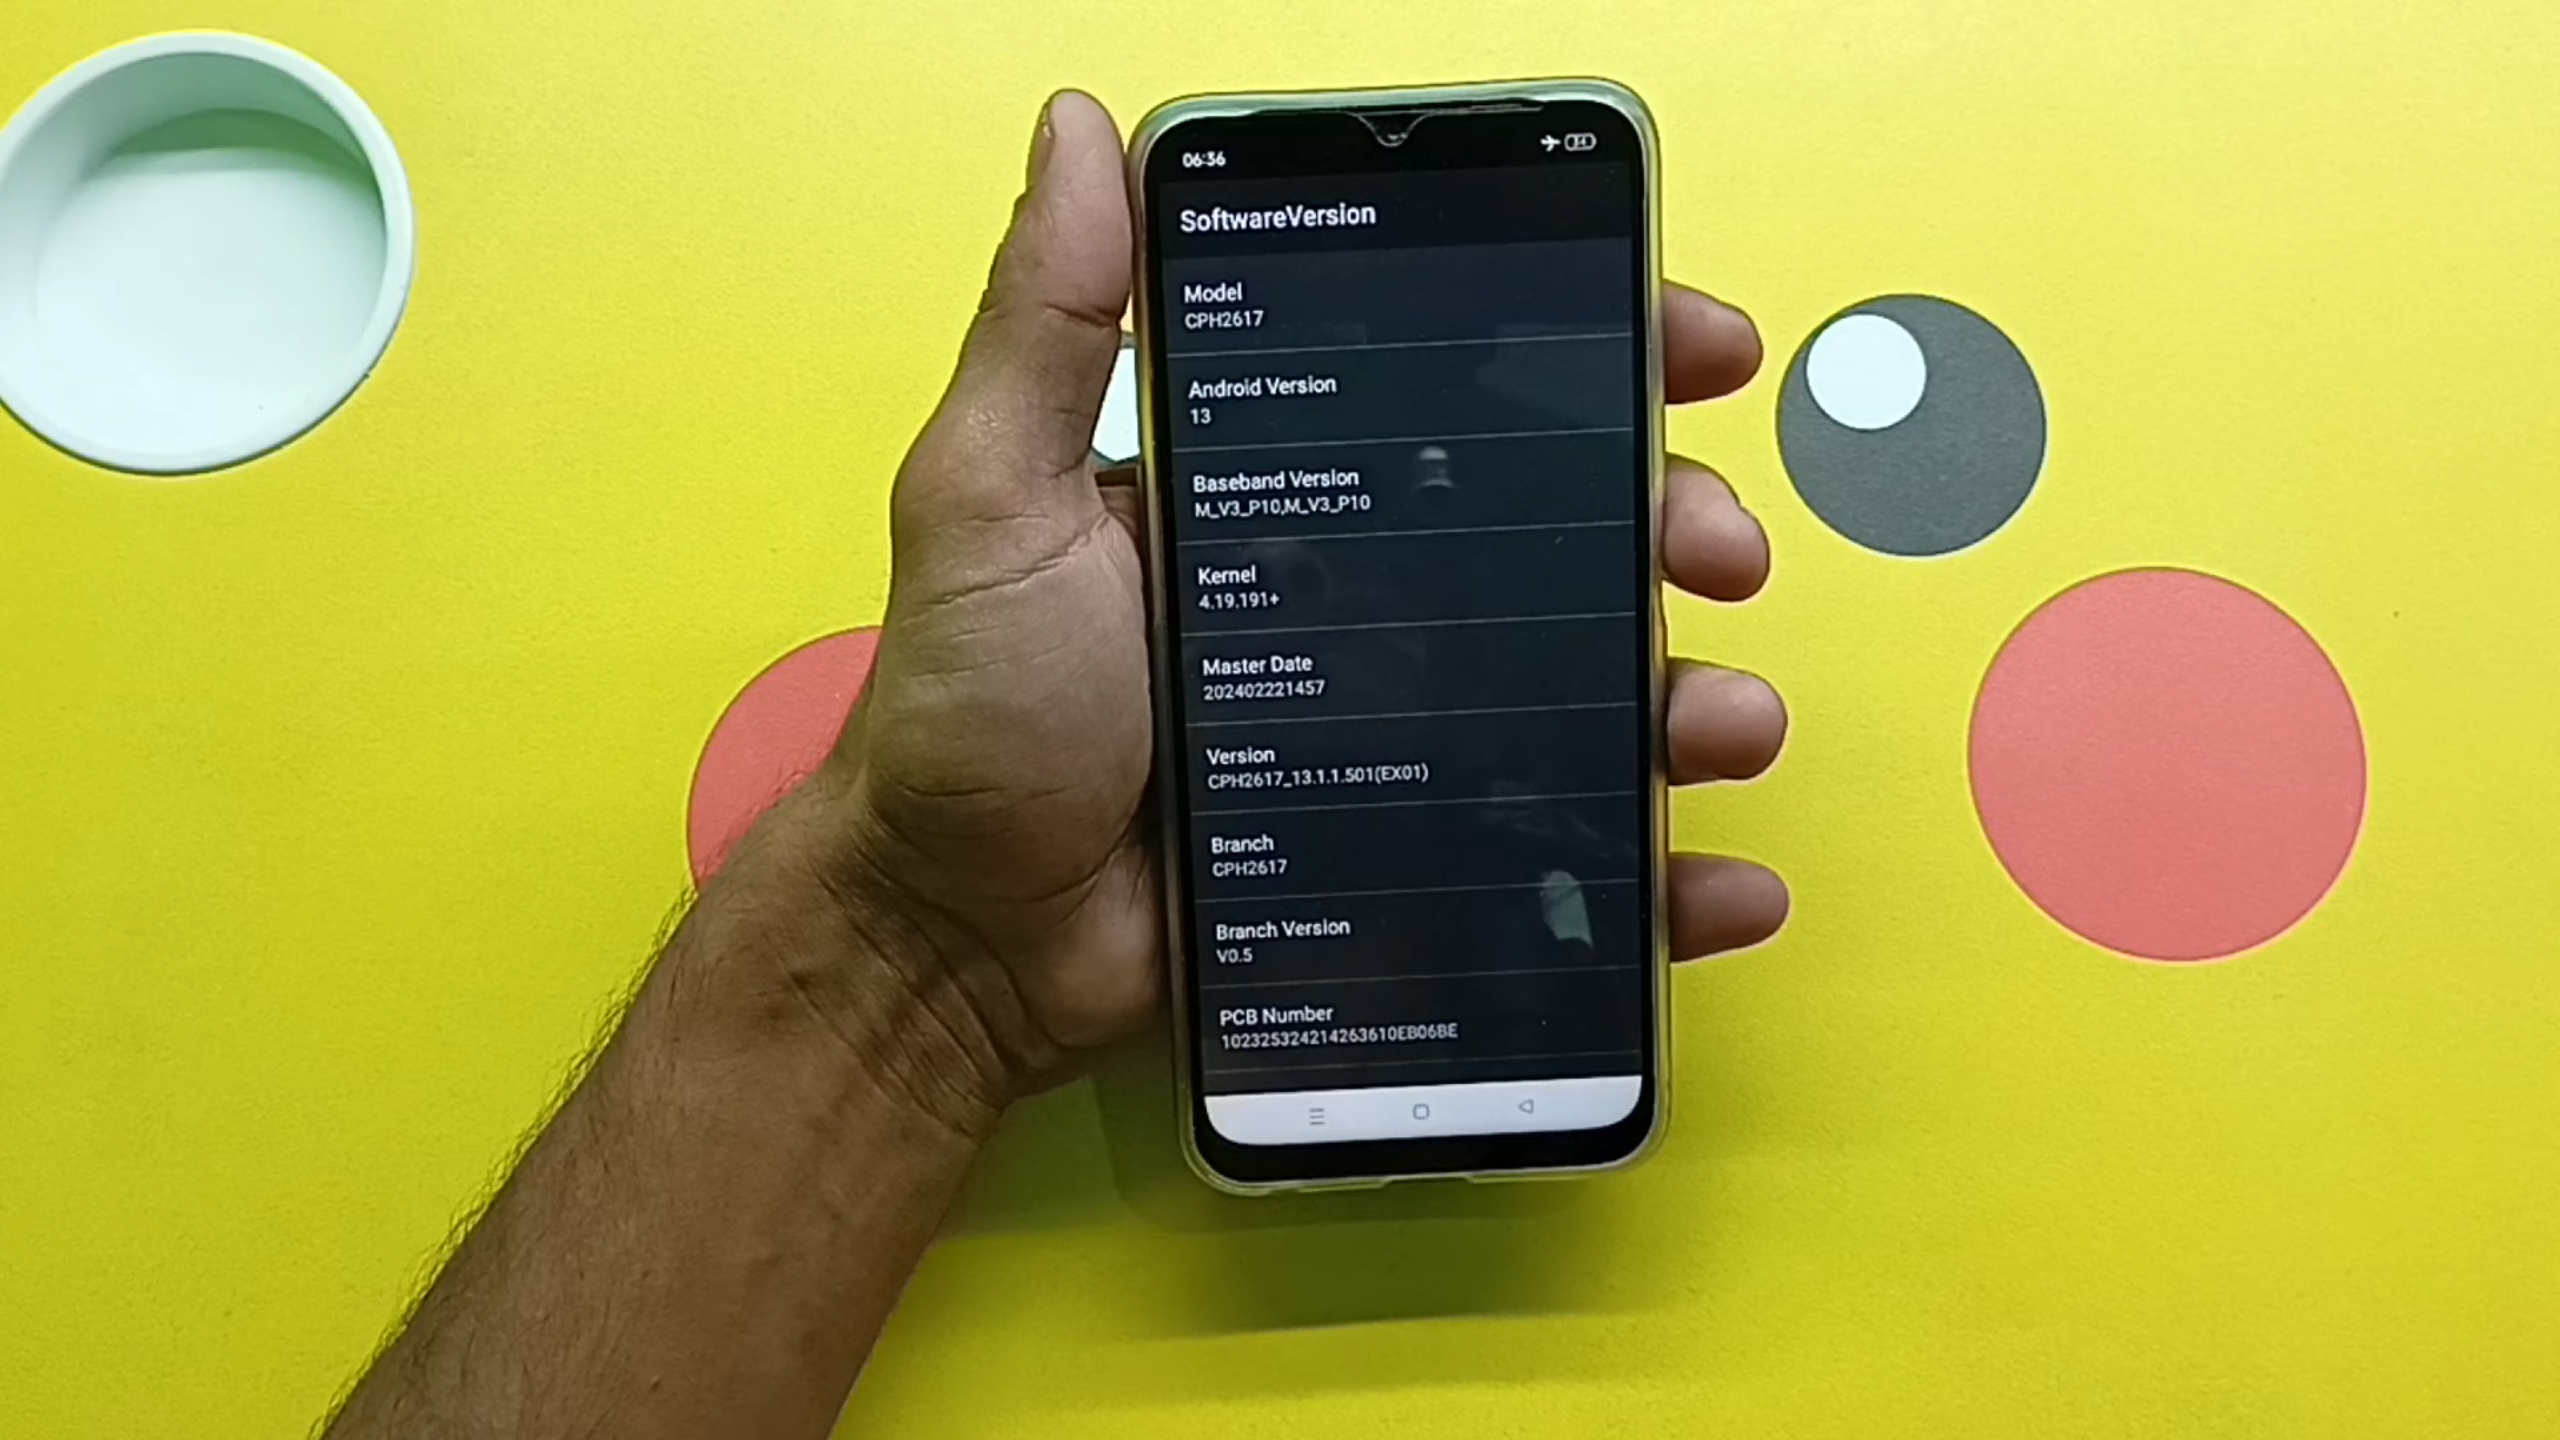 06:36
SoftwareVersion
Model
CPH2617
Android Version
13
Baseband Version
M_V3_P10,M_V3_P10
Kernel
4.19.191+
Master Date
202402221457
Version
CPH2617_13.1.1.501(EX01)
Branch
CPH2617
Branch Version
V0.5
PCB Number
102325324214263610EB06BE